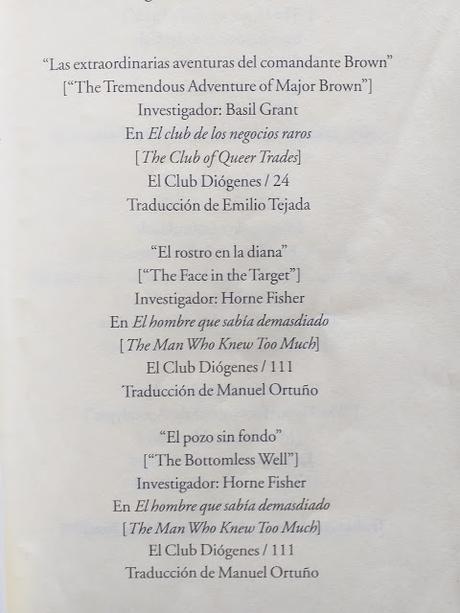 “Las extraordinarias aventuras del comandante Brown”
[“The Tremendous Adventure of Major Brown”]
Investigador: Basil Grant
En El club de los negocios raros
[The Club of Queer Trades]
El Club Diógenes / 24
Traducción de Emilio Tejada
“El rostro en la diana”
[“The Face in the Target”]
Investigador: Horne Fisher
En El hombre que sabía demasdiado
[The Man Who Knew Too Much]
El Club Diógenes / 111
Traducción de Manuel Ortuño
“El pozo sin fondo”
[“The Bottomless Well”]
Investigador: Horne Fisher
En El hombre que sabía demasdiado
[The Man Who Knew Too Much]
El Club Diógenes / 111
Traducción de Manuel Ortuño